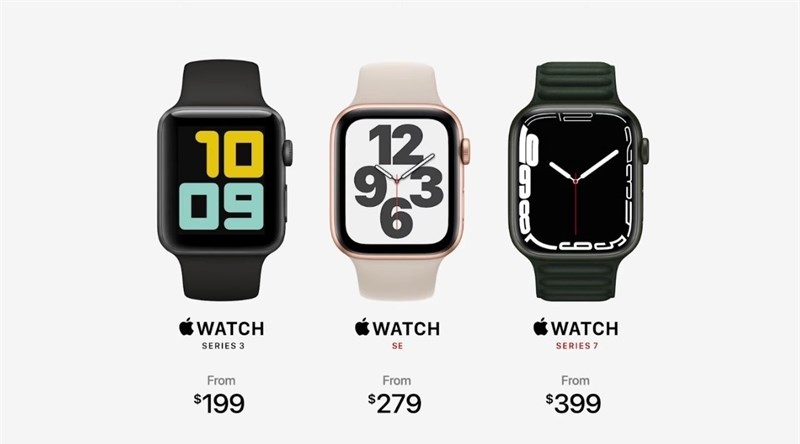 10
09
WATCH
SERIES 3
From
$199
12
9 3
6
WATCH
SE
From
$279
WATCH
SERIES 7
From
$399